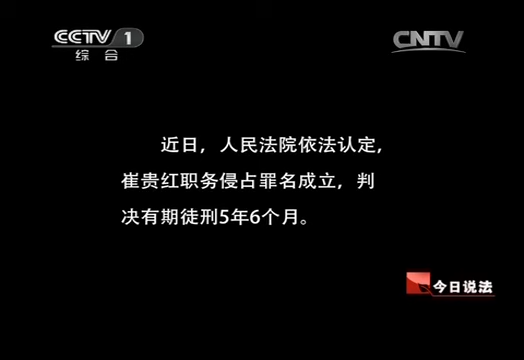 CCTV 1
综合
CNTV
近日，人民法院依法认定，
崔贵红职务侵占罪名成立，判
决有期徒刑5年6个月。
今日说法